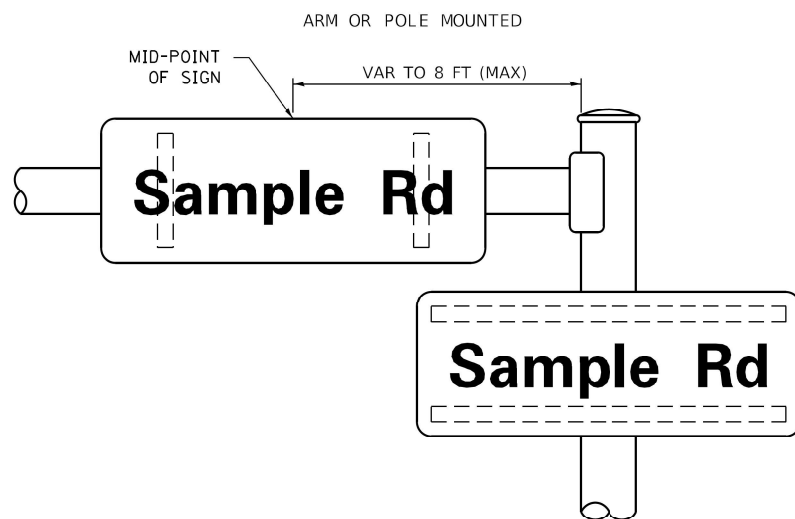 ARM OR POLE MOUNTED
MID-POINT
OF SIGN
VAR TO 8 FT (MAX)
Sample Rd
Sample Rd